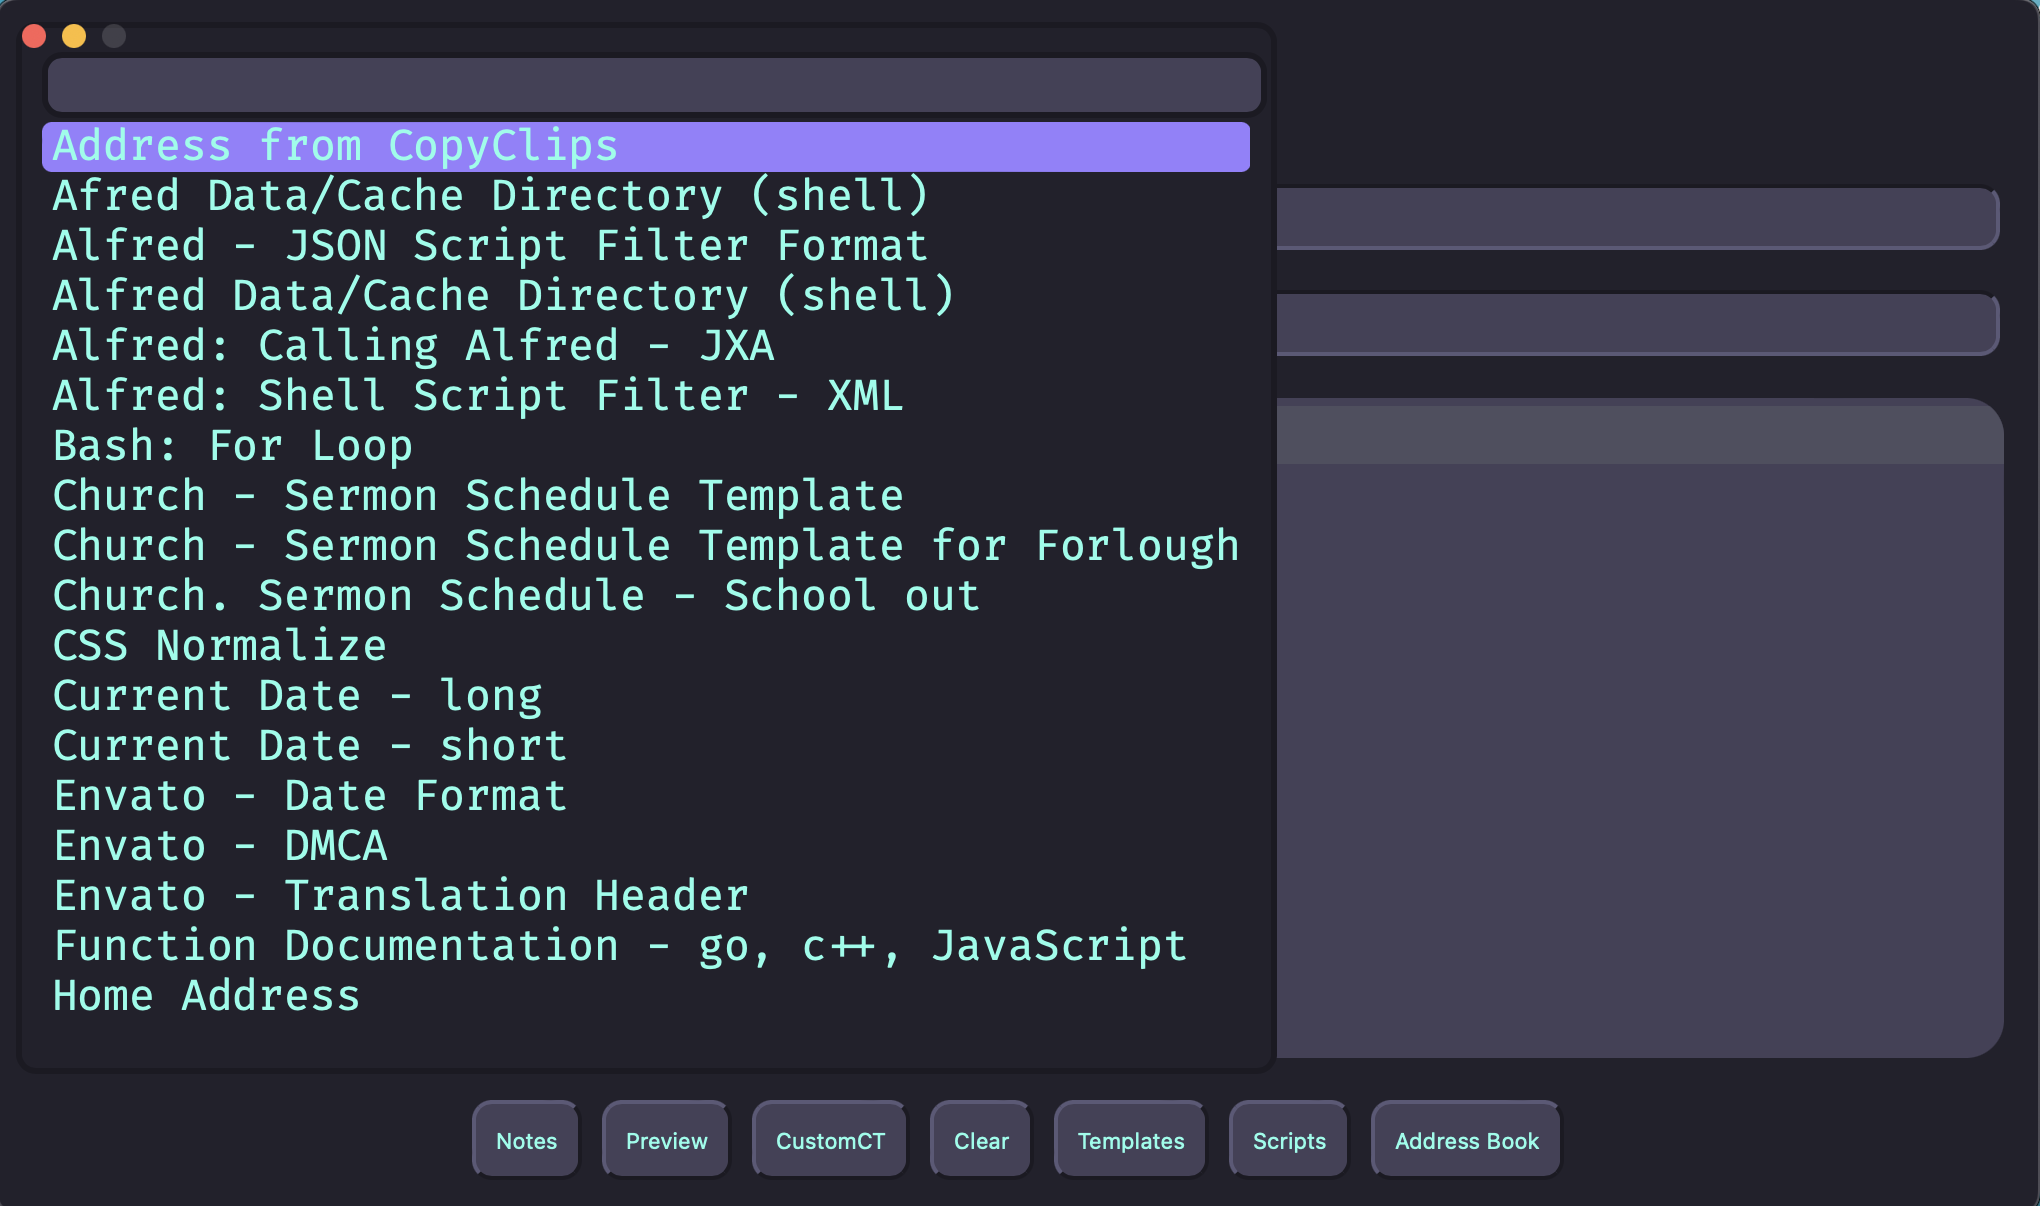 Address from CopyClips
Afred Data/Cache Directory (shell)
Alfred - JSON Script Filter Format
Alfred Data/Cache Directory (shell)
Alfred: Calling Alfred - JXA
Alfred: Shell Script Filter - XML
Bash: For Loop
Church - Sermon Schedule Template
Church - Sermon Schedule Template for Forlough
Church. Sermon Schedule - School out
CSS Normalize
Current Date - long
Current Date - short
Envato - Date Format
Envato - DMCA
Envato - Translation Header
Function Documentation - go, c++, JavaScript
Home Address
Notes Preview CustomCT Clear Templates Scripts Address Book